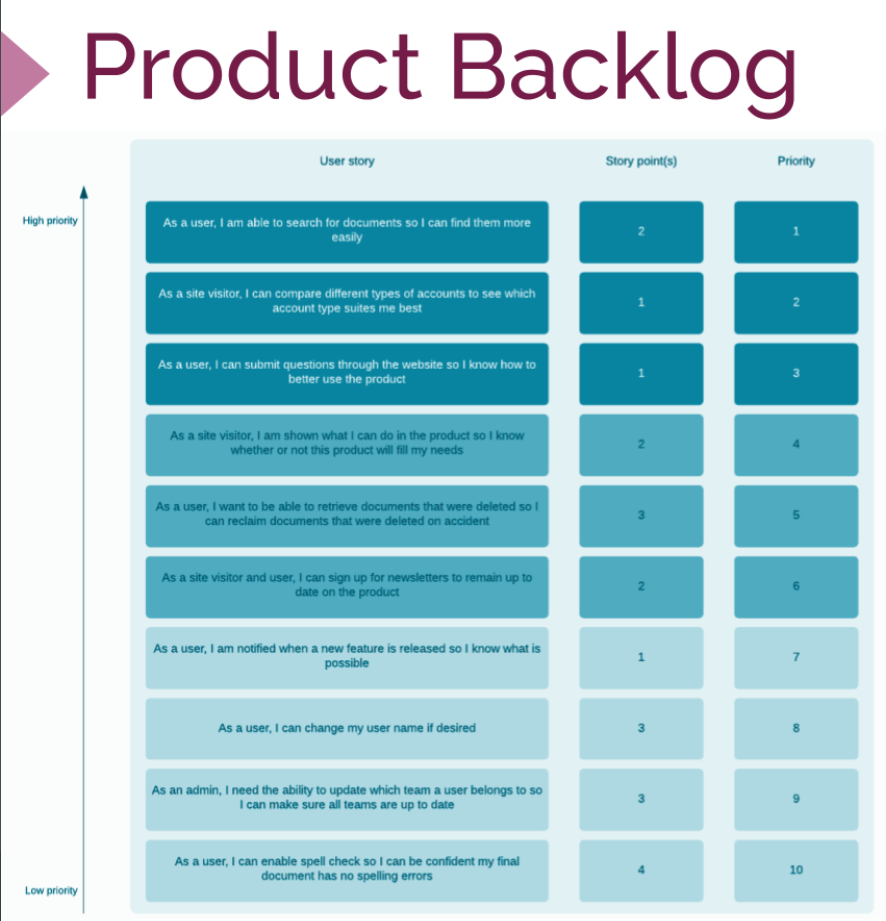 Product Backlog
User story
Story point(s)
Priority
High priority
As a user, I am able to search for documents so I can find them more
easily
2
1
As a site visitor, I can compare different types of accounts to see which
account type suites me best
1
2
As a user, I can submit questions through the website so I know how to
better use the product
1
3
As a site visitor, I am shown what I can do in the product so I know
whether or not this product will fill my needs
2
4
As a user, I want to be able to retrieve documents that were deleted so I
can reclaim documents that were deleted on accident
3
5
As a site visitor and user, I can sign up for newsletters to remain up to
date on the product
2
6
As a user, I am notified when a new feature is released so I know what is
possible
1
7
As a user, I can change my user name if desired
3
8
As an admin, I need the ability to update which team a user belongs to so
I can make sure all teams are up to date
3
9
As a user, I can enable spell check so I can be confident my final
document has no spelling errors
4
10
Low priority